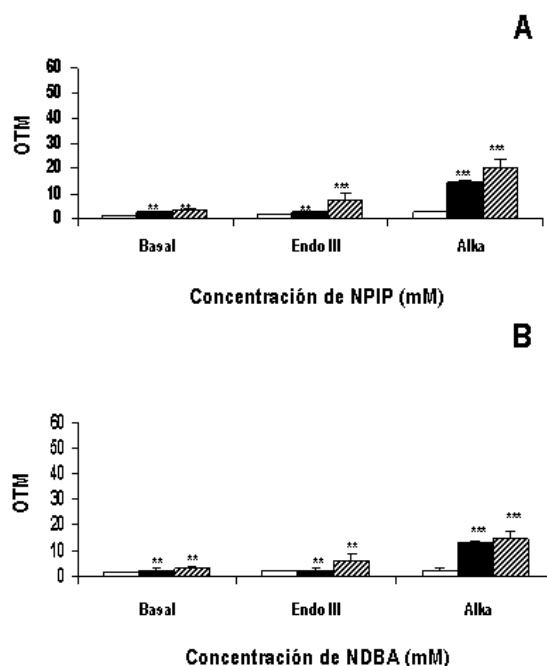 A
60
50
40
30
20
10
0
OTM
** ** ** *** *** ***
Basal Endo III Alka
Concentración de NPIP (mM)
B
60
50
40
30
20
10
0
OTM
** ** ** ** *** ***
Basal Endo III Alka
Concentración de NDBA (mM)